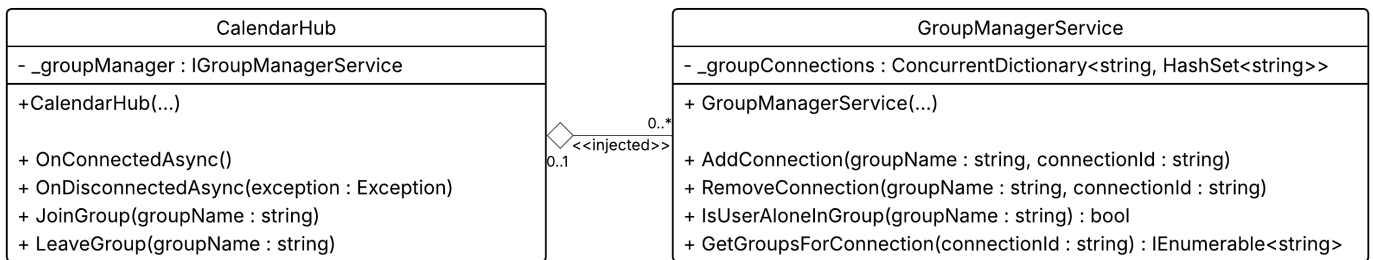 CalendarHub
- _groupManager : IGroupManagerService
+CalendarHub(...)
+ OnConnectedAsync()
+ OnDisconnectedAsync(exception : Exception)
+ JoinGroup(groupName : string)
+ LeaveGroup(groupName : string)
0..*
<<injected>>
0..1
GroupManagerService
- _groupConnections : ConcurrentDictionary<string, HashSet<string>>
+ GroupManagerService(...)
+ AddConnection(groupName : string, connectionId : string)
+ RemoveConnection(groupName : string, connectionId : string)
+ IsUserAloneInGroup(groupName : string) : bool
+ GetGroupsForConnection(connectionId : string) : IEnumerable<string>